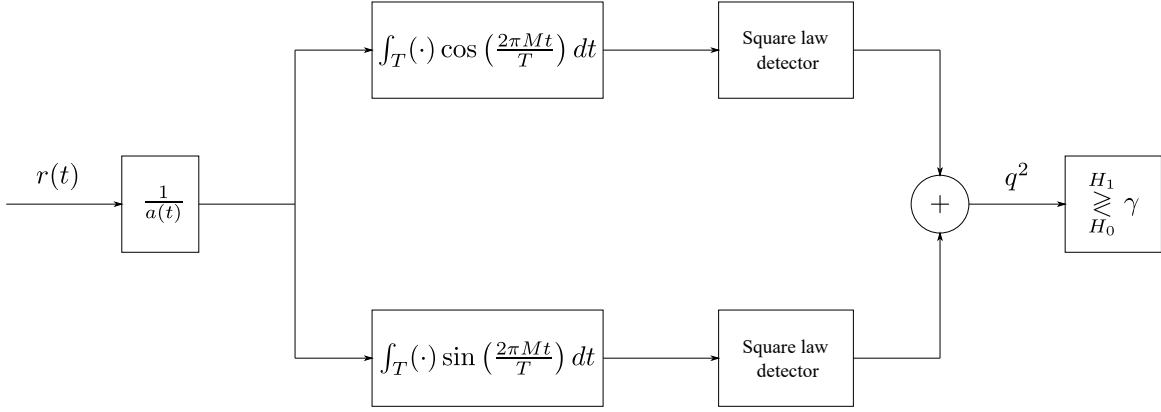 ∫_T(·) cos (2πMt/T) dt
Square law
detector
r(t)
1/a(t)
+
q²
H₁
≷ γ
H₀
∫_T(·) sin (2πMt/T) dt
Square law
detector